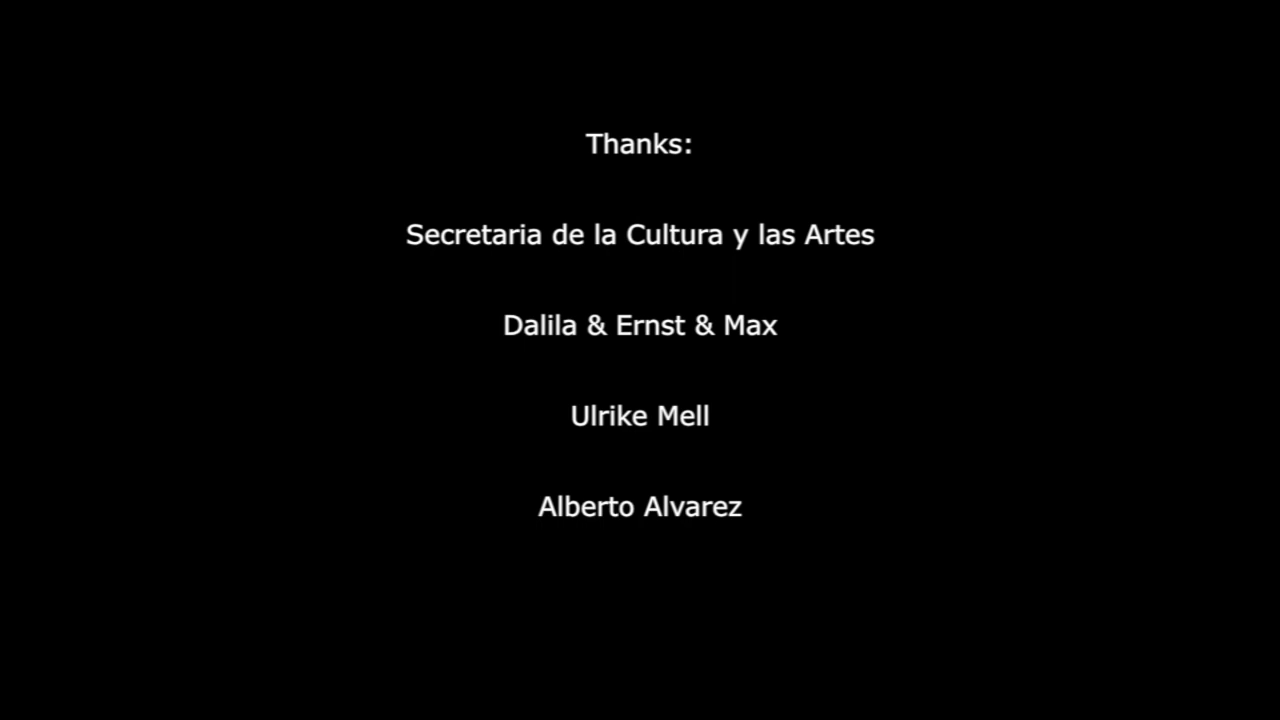 Thanks:
Secretaria de la Cultura y las Artes
Dalila & Ernst & Max
Ulrike Mell
Alberto Alvarez